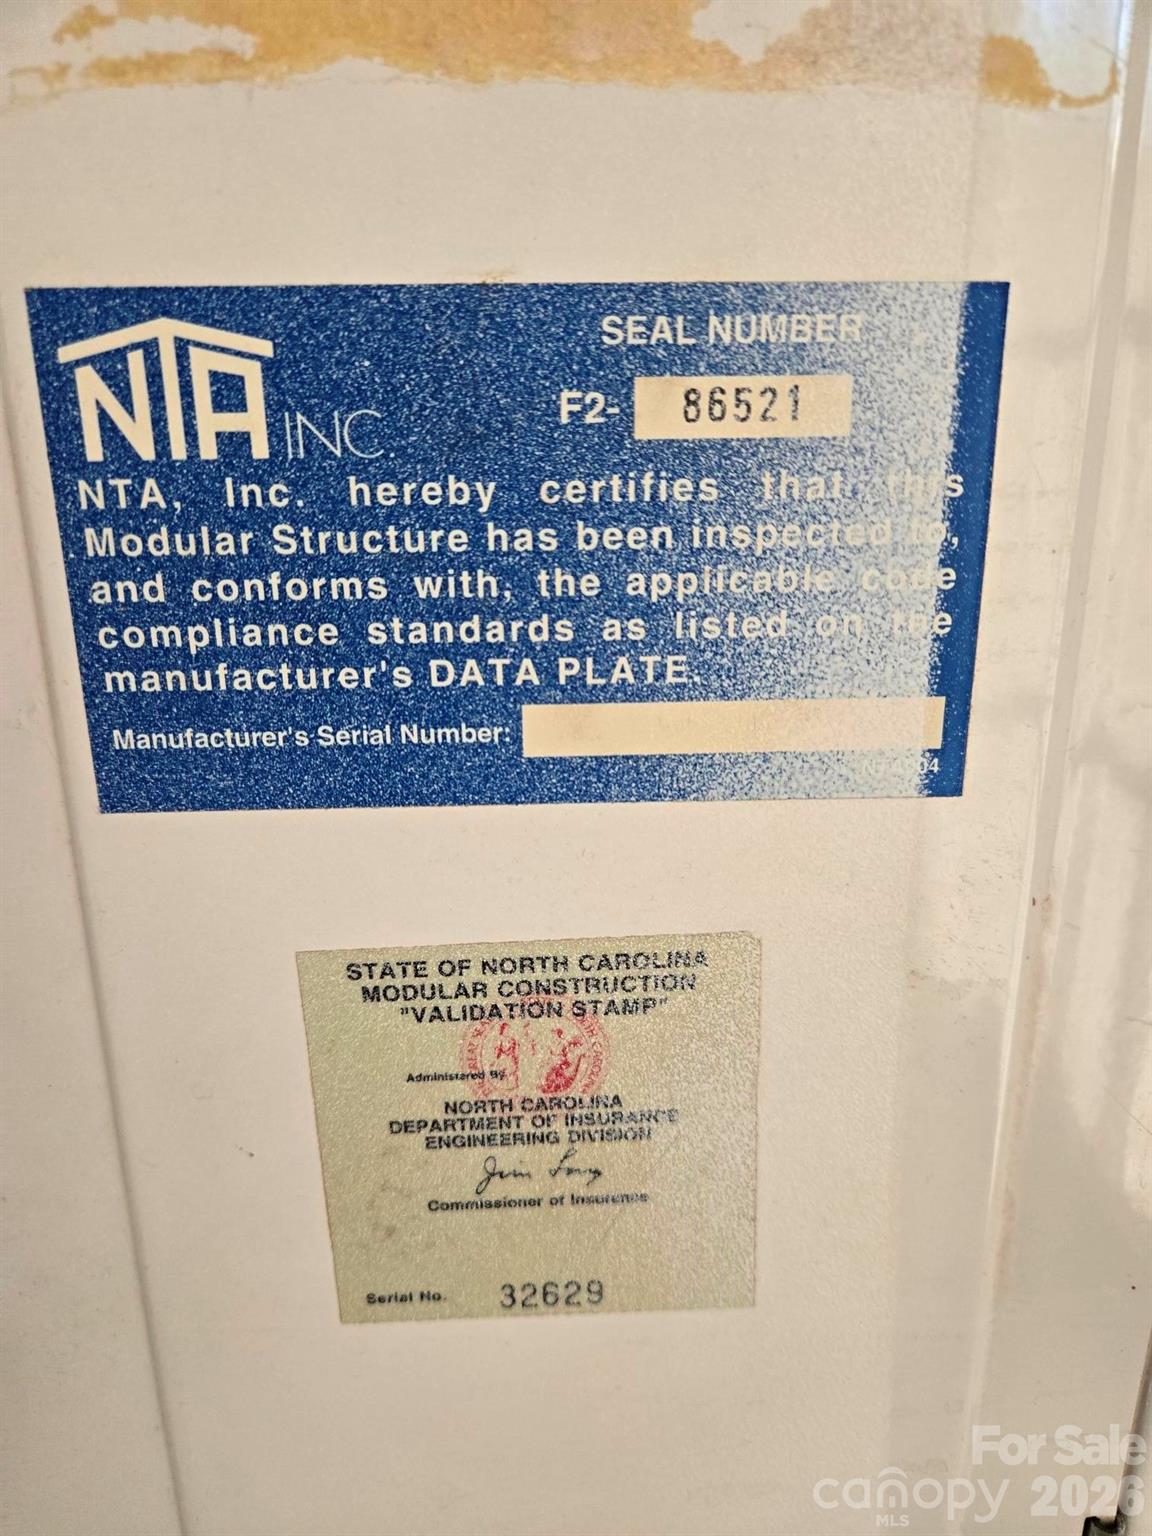 NTA INC.
SEAL NUMBER
F2- 86521
NTA, Inc. hereby certifies that this
Modular Structure has been inspected to,
and conforms with, the applicable code
compliance standards as listed on the
manufacturer's DATA PLATE.
Manufacturer's Serial Number:
STATE OF NORTH CAROLINA
MODULAR CONSTRUCTION
"VALIDATION STAMP"
Administered By
NORTH CAROLINA
DEPARTMENT OF INSURANCE
ENGINEERING DIVISION
Jim Long
Commissioner of Insurance
Serial No. 32629
For Sale
canopy 2026
MLS